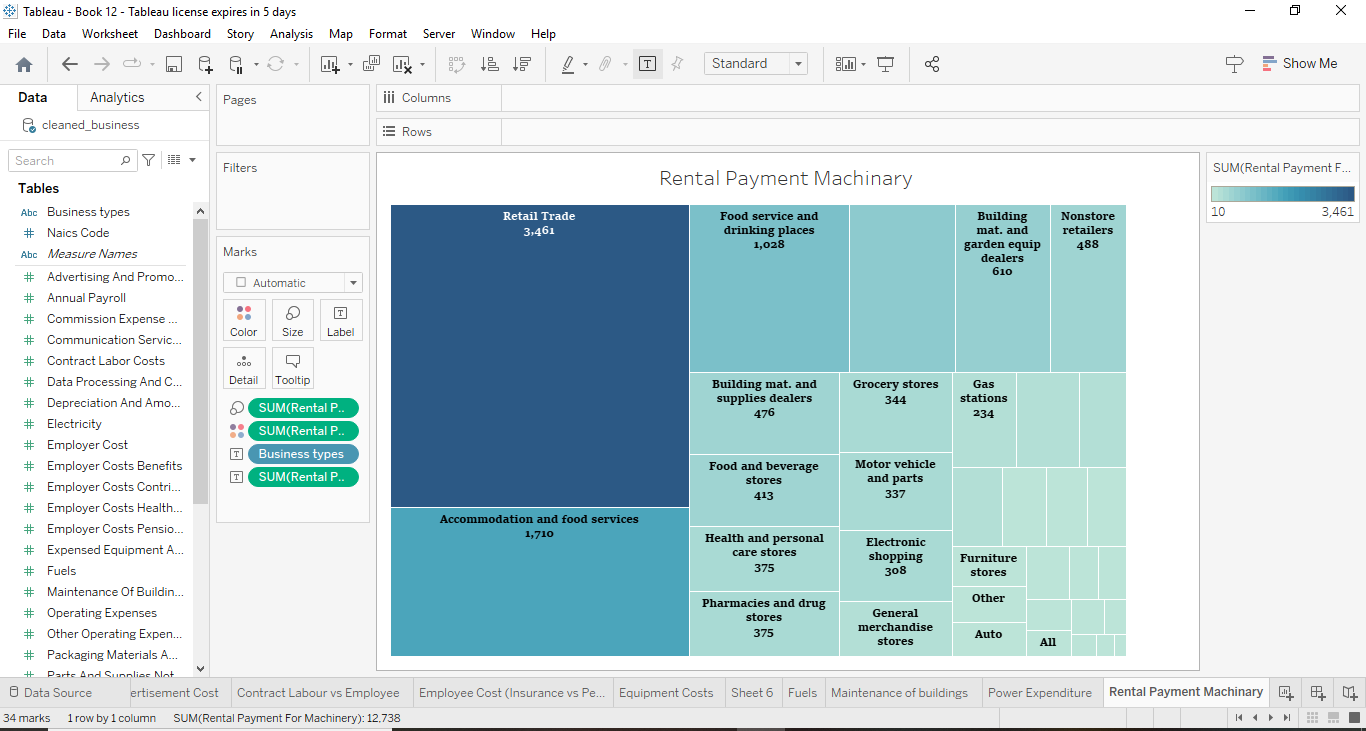 Tableau - Book 12 - Tableau license expires in 5 days
File Data Worksheet Dashboard Story Analysis Map Format Server Window Help
Standard
Show Me
Data Analytics
cleaned_business
Search
Tables
Abc Business types
# Naics Code
Abc Measure Names
# Advertising And Promo...
# Annual Payroll
# Commission Expense ...
# Communication Servic...
# Contract Labor Costs
# Data Processing And C...
# Depreciation And Amo...
# Electricity
# Employer Cost
# Employer Costs Benefits
# Employer Costs Contri...
# Employer Costs Health...
# Employer Costs Pensio...
# Expensed Equipment A...
# Fuels
# Maintenance Of Buildin...
# Operating Expenses
# Other Operating Expen...
# Packaging Materials A...
# Parts And Supplies Not
Pages
Filters
Marks
Automatic
Color Size Label
Detail Tooltip
SUM(Rental P..
SUM(Rental P..
Business types
SUM(Rental P..
Columns
Rows
Rental Payment Machinary
Retail Trade
3,461
Accommodation and food services
1,710
Food service and
drinking places
1,028
Building
mat. and
garden equip
dealers
610
Nonstore
retailers
488
Building mat. and
supplies dealers
476
Food and beverage
stores
413
Health and personal
care stores
375
Pharmacies and drug
stores
375
Grocery stores
344
Motor vehicle
and parts
337
Electronic
shopping
308
General
merchandise
stores
Gas
stations
234
Furniture
stores
Other
Auto
All
SUM(Rental Payment F...
10 3,461
Data Source
ertisement Cost
Contract Labour vs Employee
Employee Cost (Insurance vs Pe...
Equipment Costs
Sheet 6
Fuels
Maintenance of buildings
Power Expenditure
Rental Payment Machinary
34 marks 1 row by 1 column SUM(Rental Payment For Machinery): 12,738